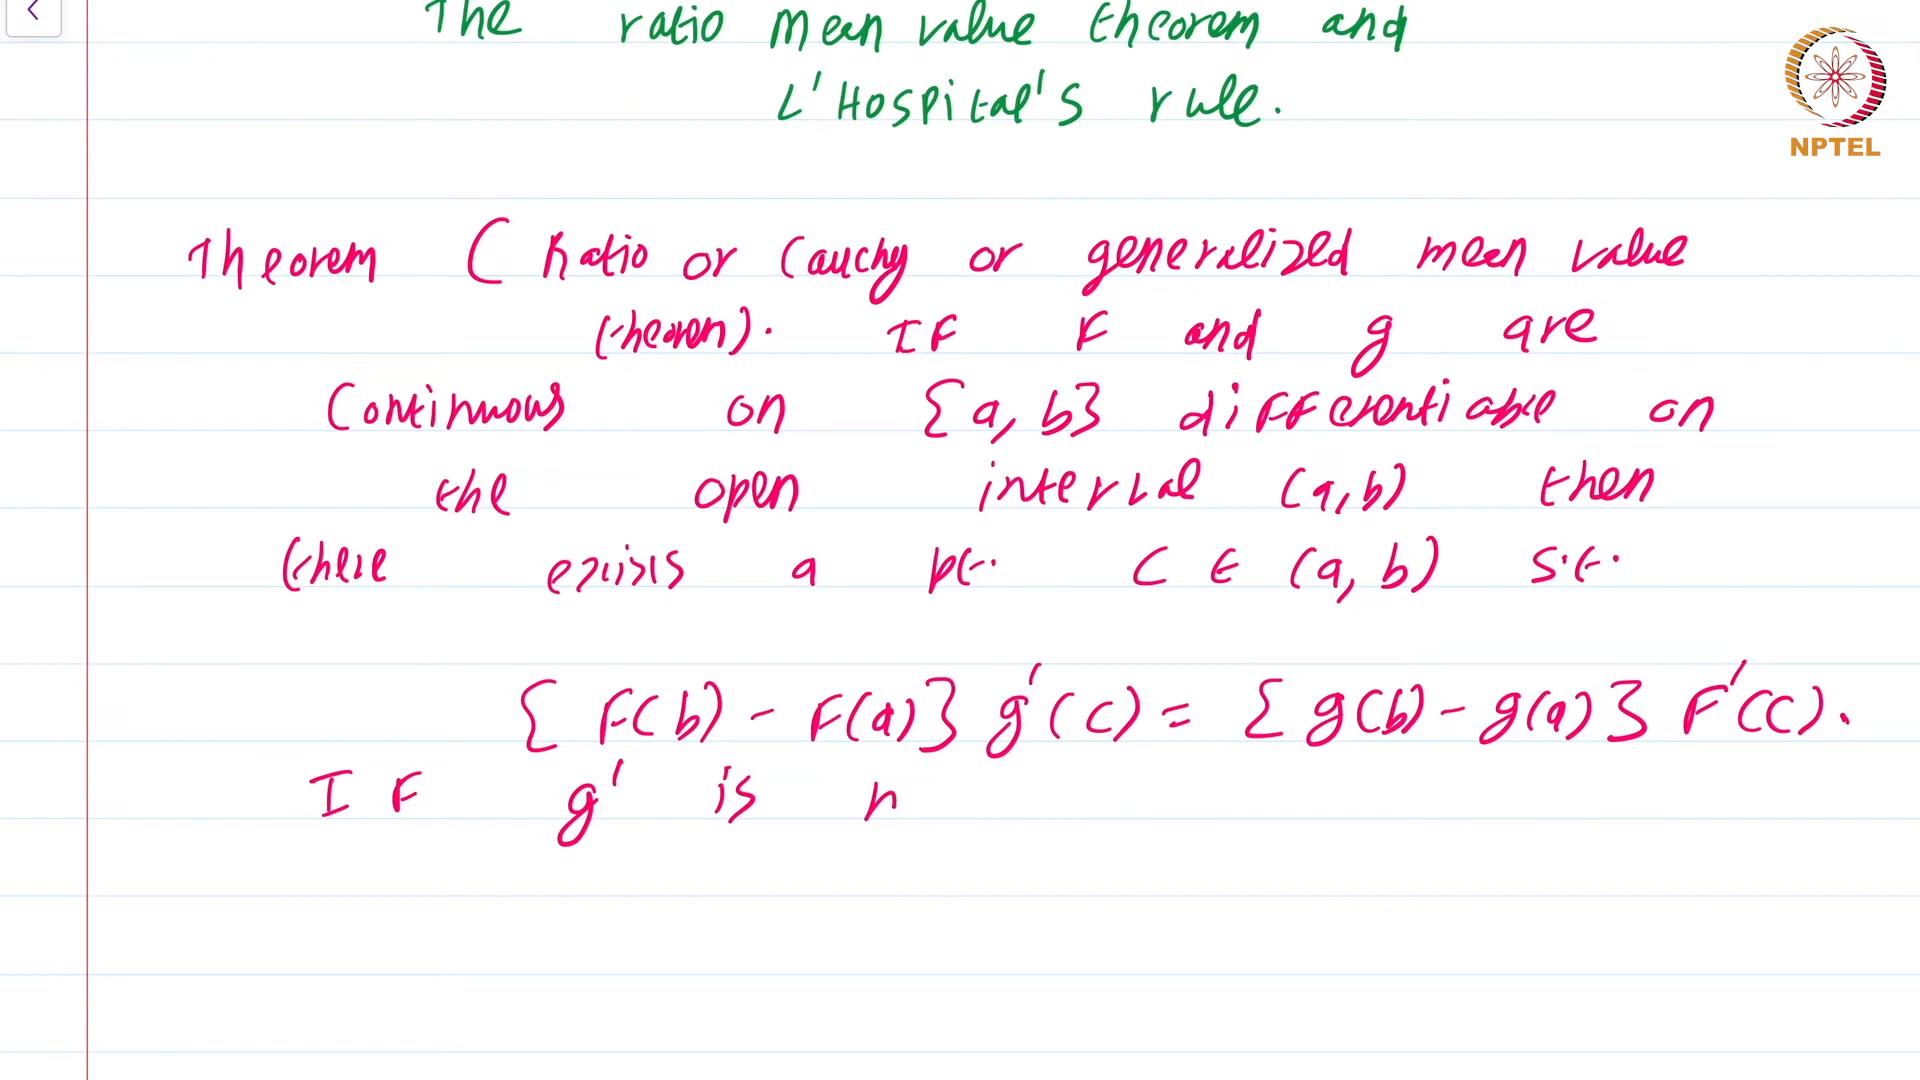 The ratio mean value theorem and
L'Hospital's rule.
NPTEL
Theorem ( Ratio or Cauchy or generalized mean value
theorem). IF F and g are
Continuous on {a, b} differentiable on
the open interval (a,b) then
there exists a pt. C ∈ (a, b) s.t.
{ F(b) - F(a)} g'(c) = { g(b) - g(a) } F'(c).
IF g' is n